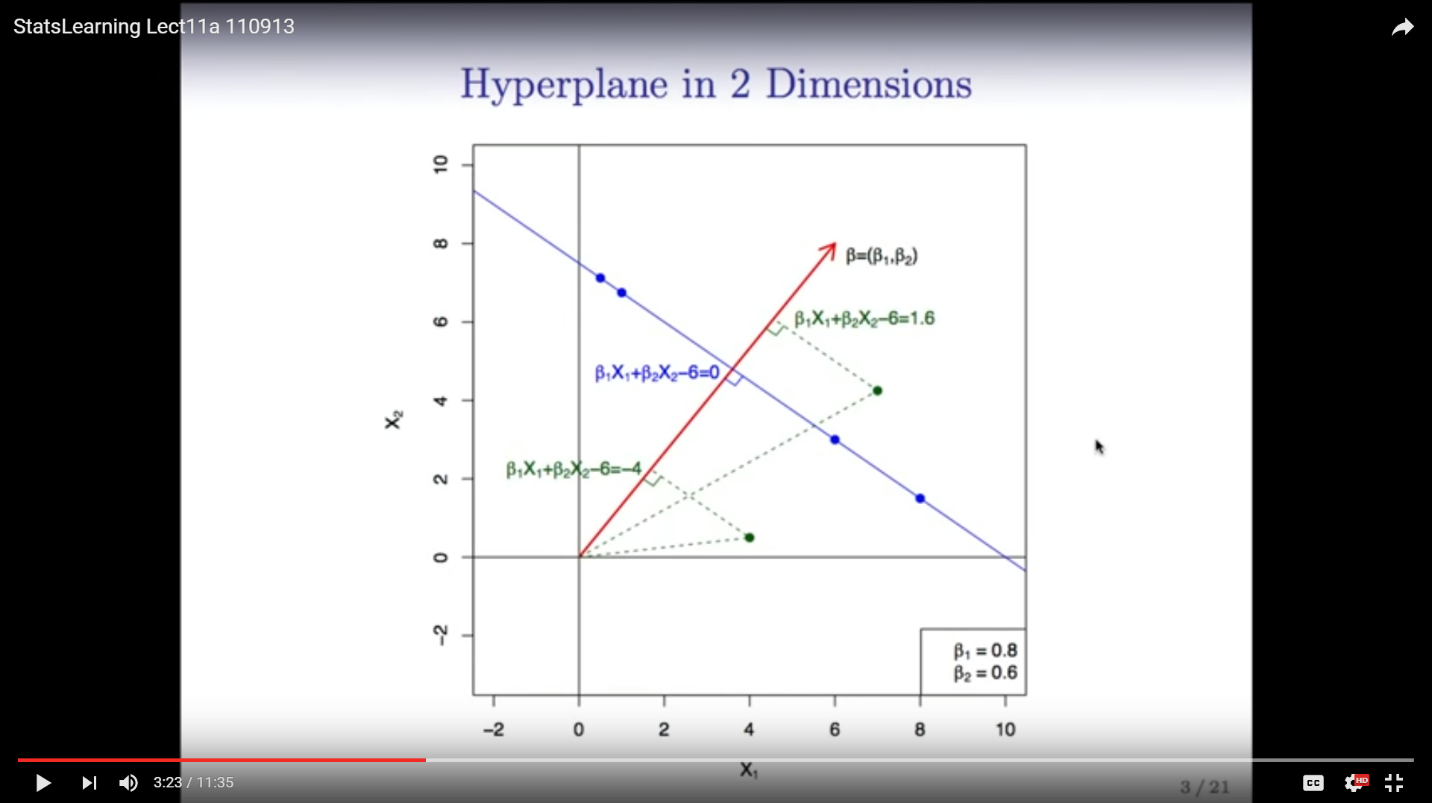 StatsLearning Lect11a 110913
Hyperplane in 2 Dimensions
10
8
6
4
2
0
−2
X₂
β=(β₁,β₂)
β₁X₁+β₂X₂−6=1.6
β₁X₁+β₂X₂−6=0
β₁X₁+β₂X₂−6=−4
β₁ = 0.8
β₂ = 0.6
−2 0 2 4 6 8 10
X₁
3 / 21
3:23 / 11:35
CC
HD